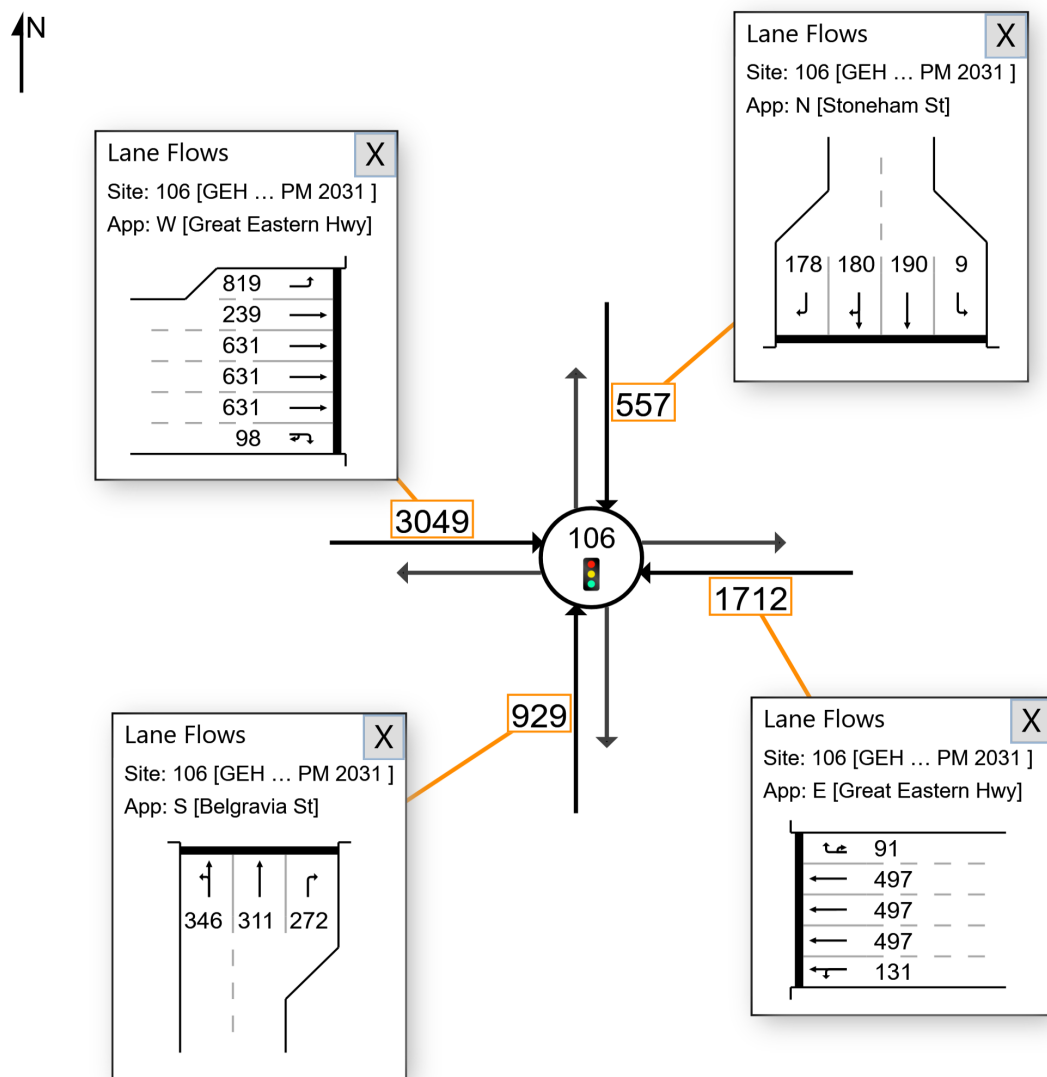 N
Lane Flows
X
Site: 106 [GEH ... PM 2031 ]
App: N [Stoneham St]
178 180 190 9
Lane Flows
X
Site: 106 [GEH ... PM 2031 ]
App: W [Great Eastern Hwy]
819
239
631
631
631
98
557
3049
106
1712
929
Lane Flows
X
Site: 106 [GEH ... PM 2031 ]
App: S [Belgravia St]
346 311 272
Lane Flows
X
Site: 106 [GEH ... PM 2031 ]
App: E [Great Eastern Hwy]
91
497
497
497
131